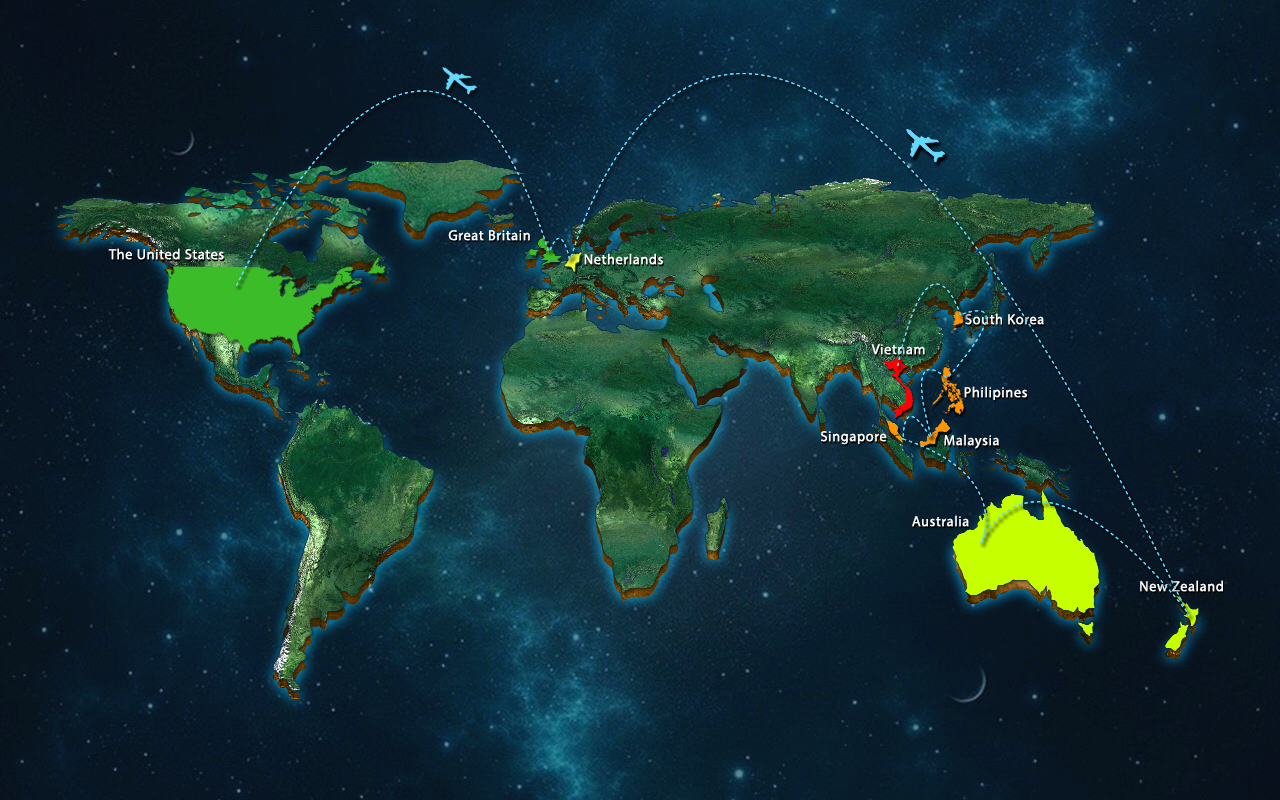 Great Britain
The United States
Netherlands
South Korea
Vietnam
Philipines
Singapore
Malaysia
Australia
New Zealand